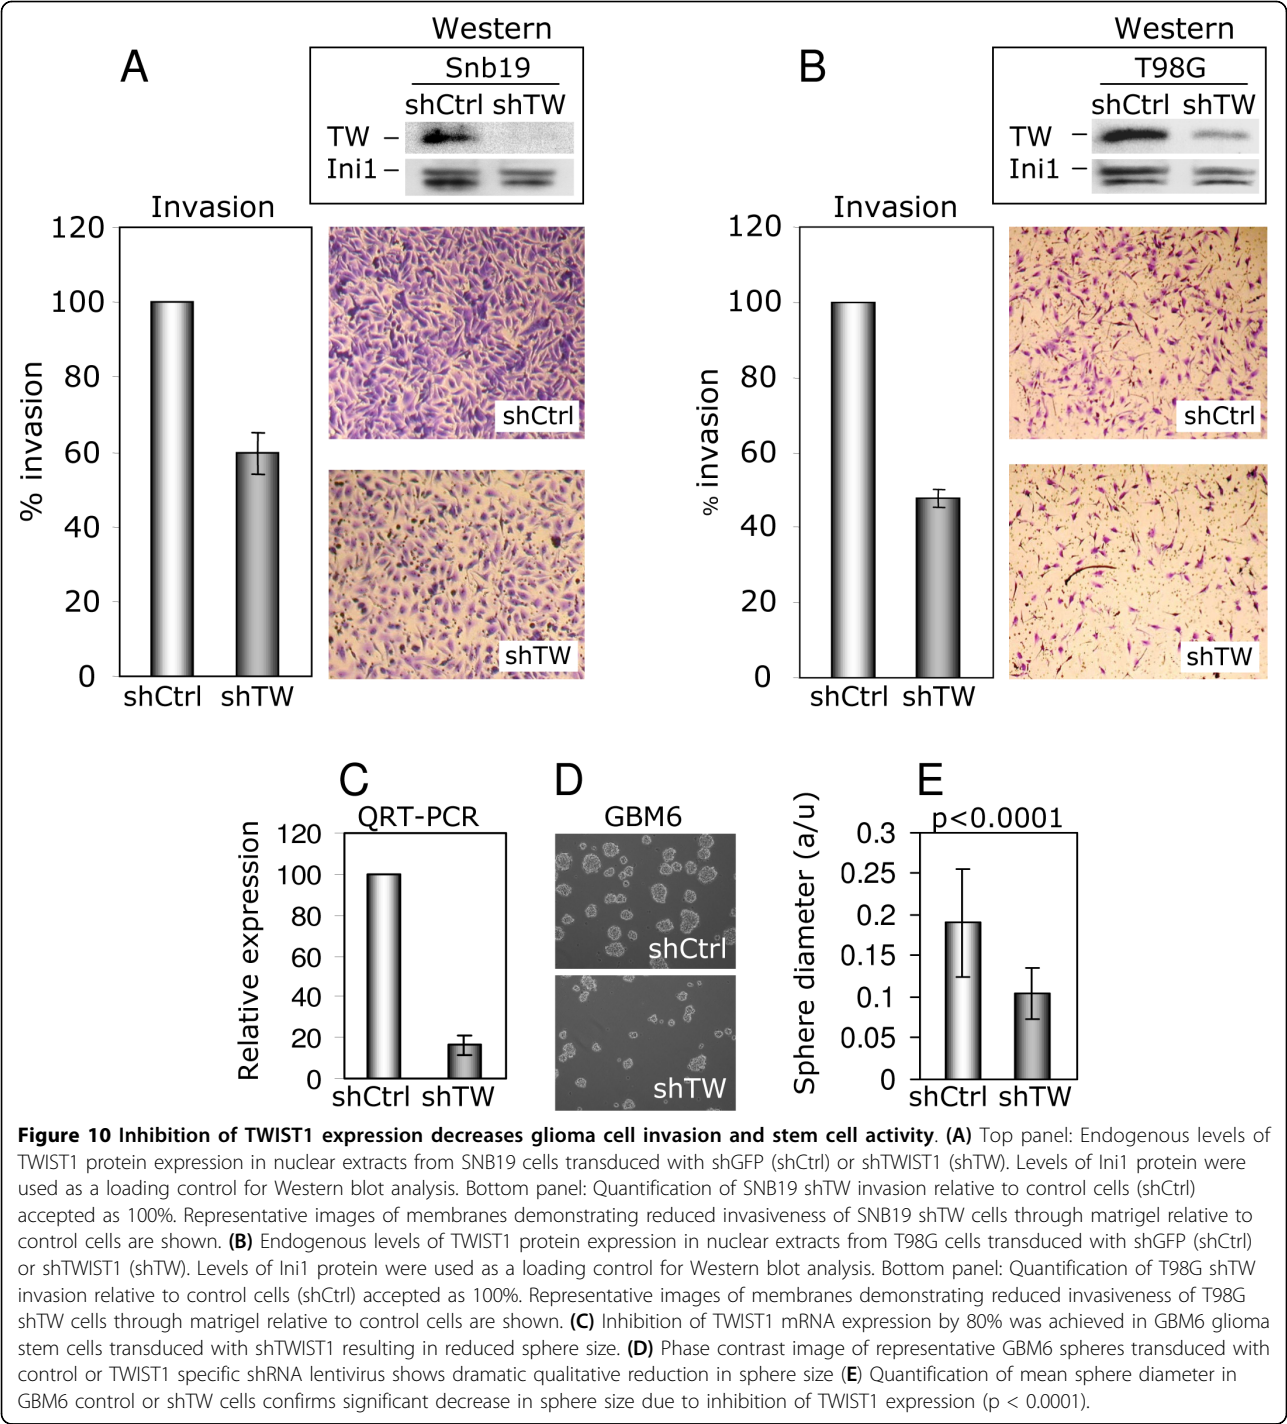 A
Western
Snb19
shCtrl shTW
TW –
Ini1 –
Invasion
120
100
80
60
40
20
0
% invasion
shCtrl shTW
shCtrl
shTW
B
Western
T98G
shCtrl shTW
TW –
Ini1 –
Invasion
120
100
80
60
40
20
0
% invasion
shCtrl shTW
shCtrl
shTW
C
QRT-PCR
120
100
80
60
40
20
0
Relative expression
shCtrl shTW
D
GBM6
shCtrl
shTW
E
p<0.0001
0.3
0.25
0.2
0.15
0.1
0.05
0
Sphere diameter (a/u)
shCtrl shTW
Figure 10 Inhibition of TWIST1 expression decreases glioma cell invasion and stem cell activity. (A) Top panel: Endogenous levels of
TWIST1 protein expression in nuclear extracts from SNB19 cells transduced with shGFP (shCtrl) or shTWIST1 (shTW). Levels of Ini1 protein were
used as a loading control for Western blot analysis. Bottom panel: Quantification of SNB19 shTW invasion relative to control cells (shCtrl)
accepted as 100%. Representative images of membranes demonstrating reduced invasiveness of SNB19 shTW cells through matrigel relative to
control cells are shown. (B) Endogenous levels of TWIST1 protein expression in nuclear extracts from T98G cells transduced with shGFP (shCtrl)
or shTWIST1 (shTW). Levels of Ini1 protein were used as a loading control for Western blot analysis. Bottom panel: Quantification of T98G shTW
invasion relative to control cells (shCtrl) accepted as 100%. Representative images of membranes demonstrating reduced invasiveness of T98G
shTW cells through matrigel relative to control cells are shown. (C) Inhibition of TWIST1 mRNA expression by 80% was achieved in GBM6 glioma
stem cells transduced with shTWIST1 resulting in reduced sphere size. (D) Phase contrast image of representative GBM6 spheres transduced with
control or TWIST1 specific shRNA lentivirus shows dramatic qualitative reduction in sphere size (E) Quantification of mean sphere diameter in
GBM6 control or shTW cells confirms significant decrease in sphere size due to inhibition of TWIST1 expression (p < 0.0001).